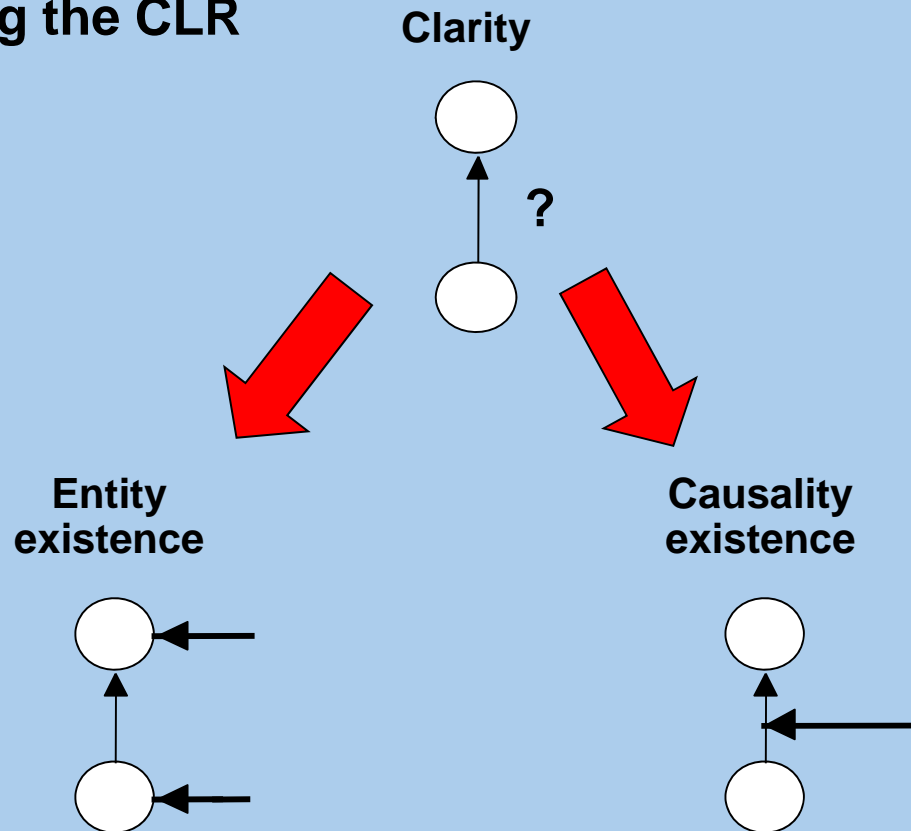 g the CLR
Clarity
?
Entity
existence
Causality
existence